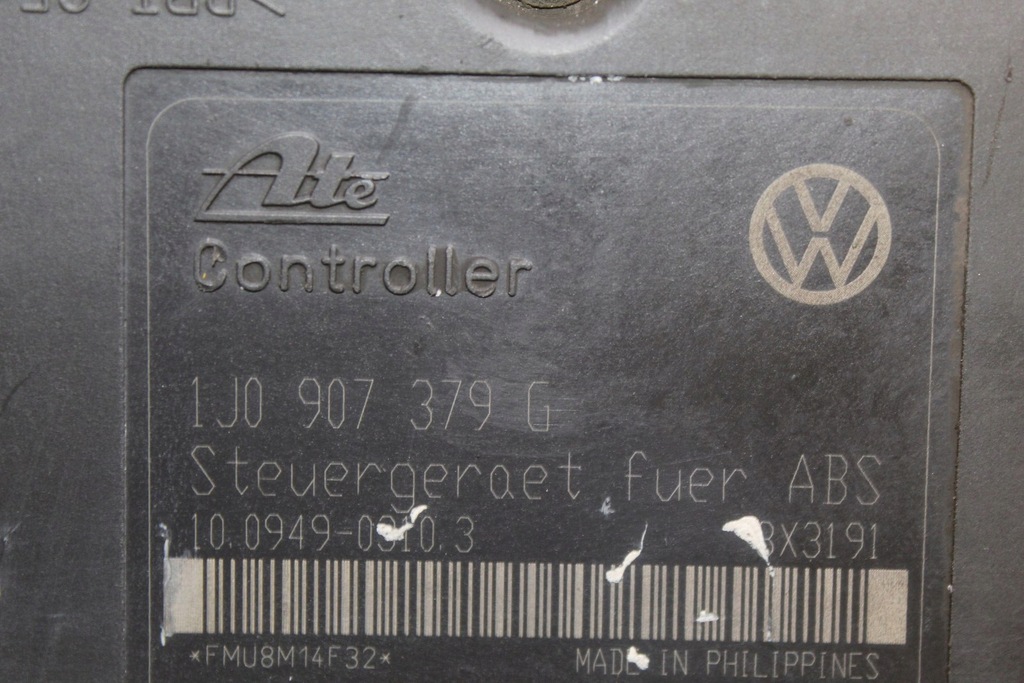 Ate
Controller
1J0 907 379 G
Steuergeraet fuer ABS
10.0949-0310.3
*FMU8M14F32*
MADE IN PHILIPPINES